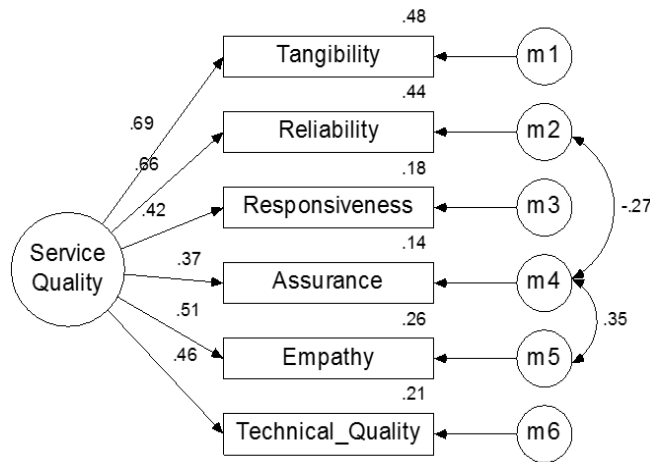 .48
Tangibility
m1
.69
.44
Reliability
m2
.66
.18
Responsiveness
m3
.42
-.27
Service
Quality
.14
.37
Assurance
m4
.51
.26
.35
Empathy
m5
.46
.21
Technical_Quality
m6